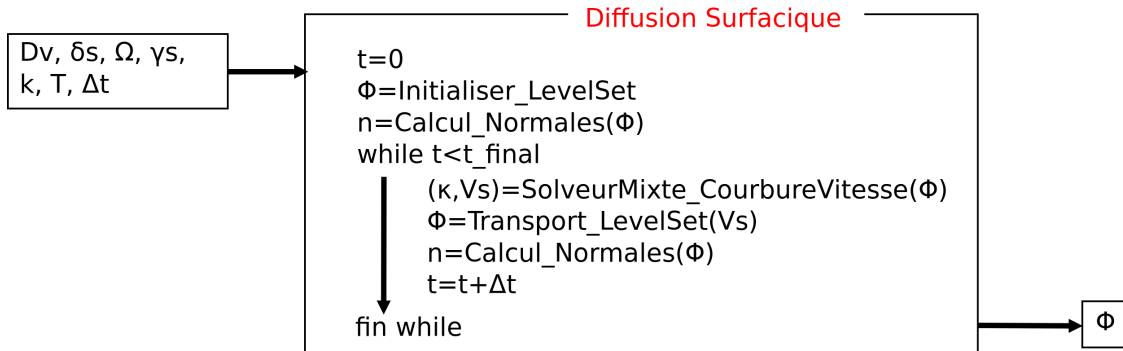 Diffusion Surfacique
Dv, δs, Ω, γs,
k, T, Δt
t=0
Φ=Initialiser_LevelSet
n=Calcul_Normales(Φ)
while t<t_final
(κ,Vs)=SolveurMixte_CourbureVitesse(Φ)
Φ=Transport_LevelSet(Vs)
n=Calcul_Normales(Φ)
t=t+Δt
fin while
Φ